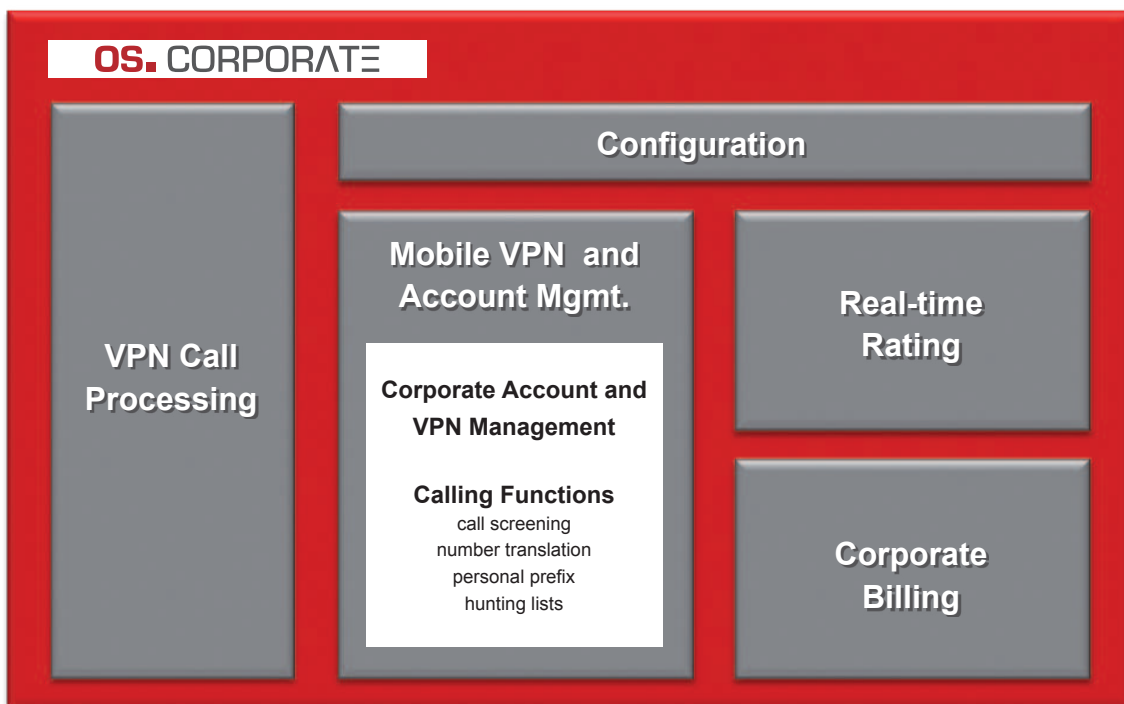 OS. CORPORATE
Configuration
VPN Call
Processing
Mobile VPN and
Account Mgmt.
Corporate Account and
VPN Management
Calling Functions
call screening
number translation
personal prefix
hunting lists
Real-time
Rating
Corporate
Billing